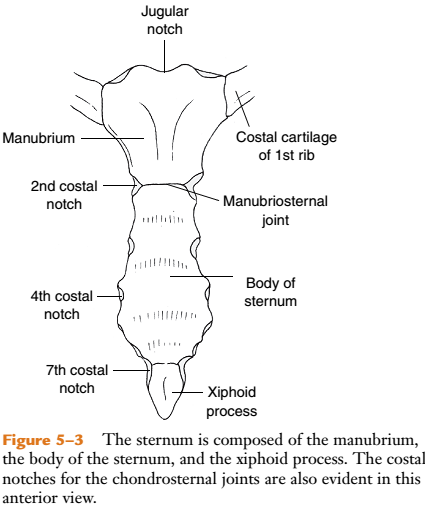 Jugular
notch
Manubrium
Costal cartilage
of 1st rib
2nd costal
notch
Manubriosternal
joint
Body of
sternum
4th costal
notch
7th costal
notch
Xiphoid
process
Figure 5–3 The sternum is composed of the manubrium,
the body of the sternum, and the xiphoid process. The costal
notches for the chondrosternal joints are also evident in this
anterior view.